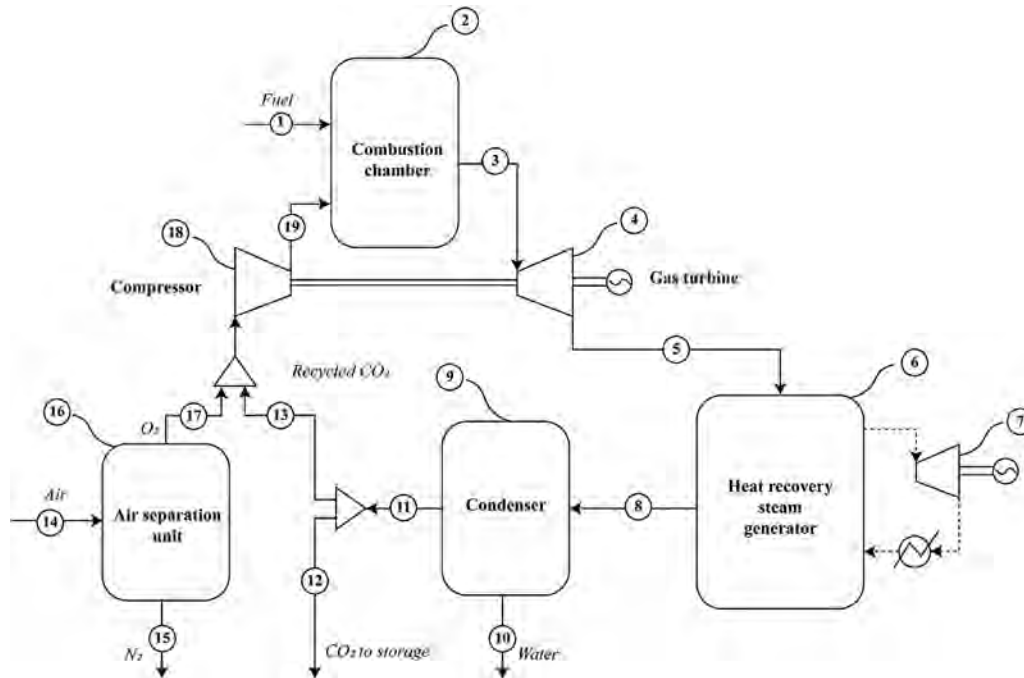 2
Fuel
1
Combustion
chamber
3
4
18
19
Compressor
Gas turbine
5
Recycled CO₂
9
6
16
O₂
17
13
7
Air
14
Air separation
unit
11
Condenser
8
Heat recovery
steam
generator
12
15
N₂
CO₂ to storage
10
Water